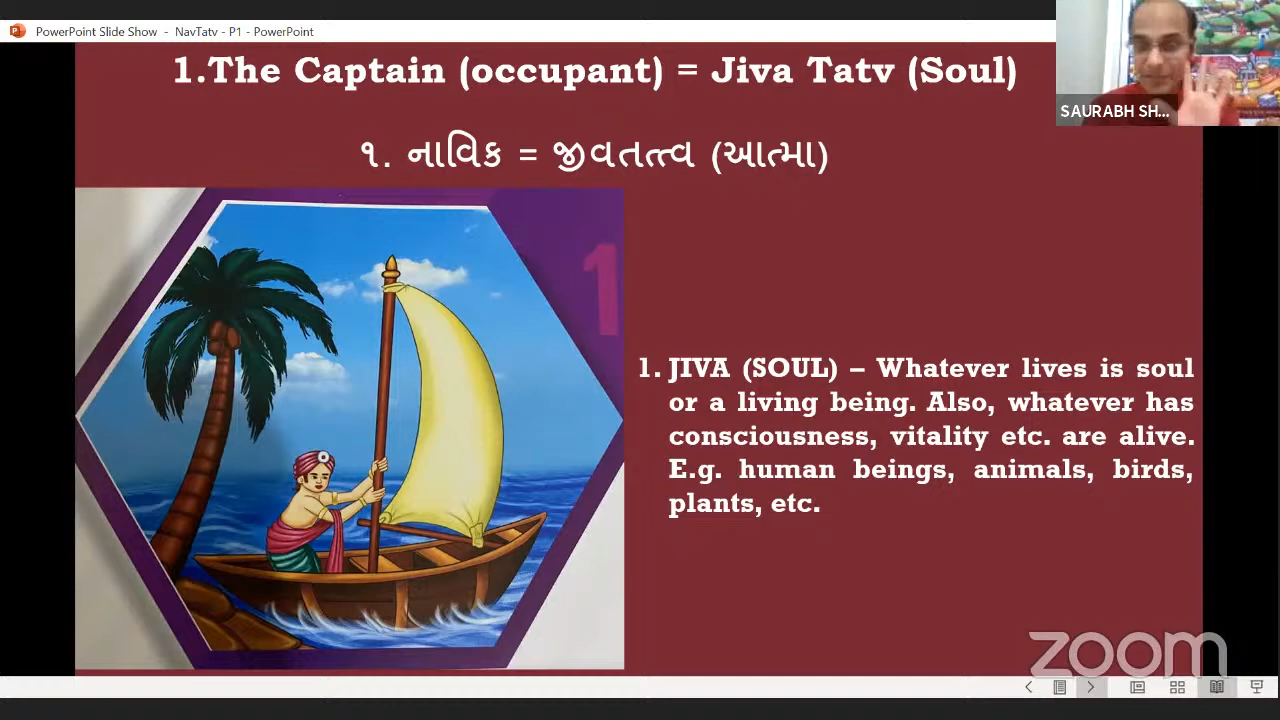 PowerPoint Slide Show - NavTatv - P1 - PowerPoint
1.The Captain (occupant) = Jiva Tatv (Soul)
SAURABH SH...
૧. નાવિક = જીવતત્ત્વ (આત્મા)
1
1. JIVA (SOUL) – Whatever lives is soul
or a living being. Also, whatever has
consciousness, vitality etc. are alive.
E.g. human beings, animals, birds,
plants, etc.
zoom